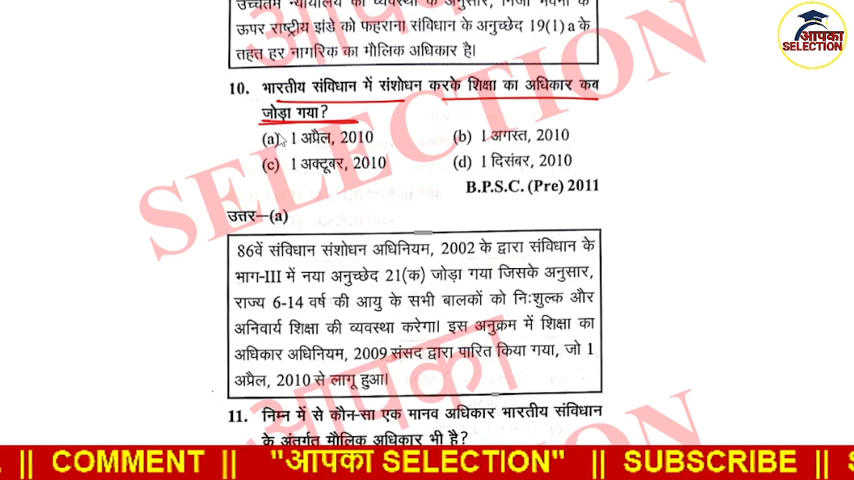 उच्चतम न्यायालय की व्यवस्था के अनुसार, निजी भवनों के
ऊपर राष्ट्रीय झंडे को फहराना संविधान के अनुच्छेद 19(1) a के
तहत हर नागरिक का मौलिक अधिकार है।
आपका
SELECTION
10. भारतीय संविधान में संशोधन करके शिक्षा का अधिकार कब
जोड़ा गया?
(a) 1 अप्रैल, 2010 (b) 1 अगस्त, 2010
(c) 1 अक्टूबर, 2010 (d) 1 दिसंबर, 2010
B.P.S.C. (Pre) 2011
उत्तर—(a)
SELECTION
86वें संविधान संशोधन अधिनियम, 2002 के द्वारा संविधान के
भाग-III में नया अनुच्छेद 21(क) जोड़ा गया जिसके अनुसार,
राज्य 6-14 वर्ष की आयु के सभी बालकों को निःशुल्क और
अनिवार्य शिक्षा की व्यवस्था करेगा। इस अनुक्रम में शिक्षा का
अधिकार अधिनियम, 2009 संसद द्वारा पारित किया गया, जो 1
अप्रैल, 2010 से लागू हुआ।
आपका
11. निम्न में से कौन-सा एक मानव अधिकार भारतीय संविधान
के अंतर्गत मौलिक अधिकार भी है?
|| COMMENT || "आपका SELECTION" || SUBSCRIBE || S